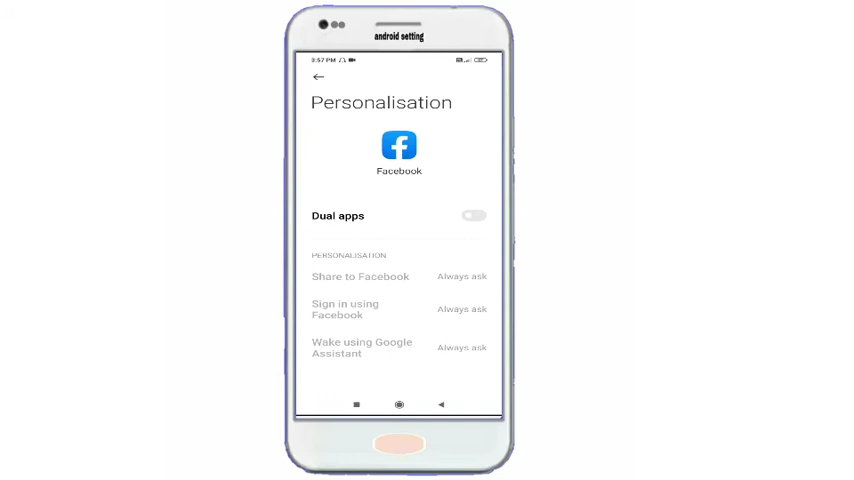 android setting
3:57 PM
Personalisation
Facebook
Dual apps
PERSONALISATION
Share to Facebook Always ask
Sign in using
Facebook
Always ask
Wake using Google
Assistant
Always ask